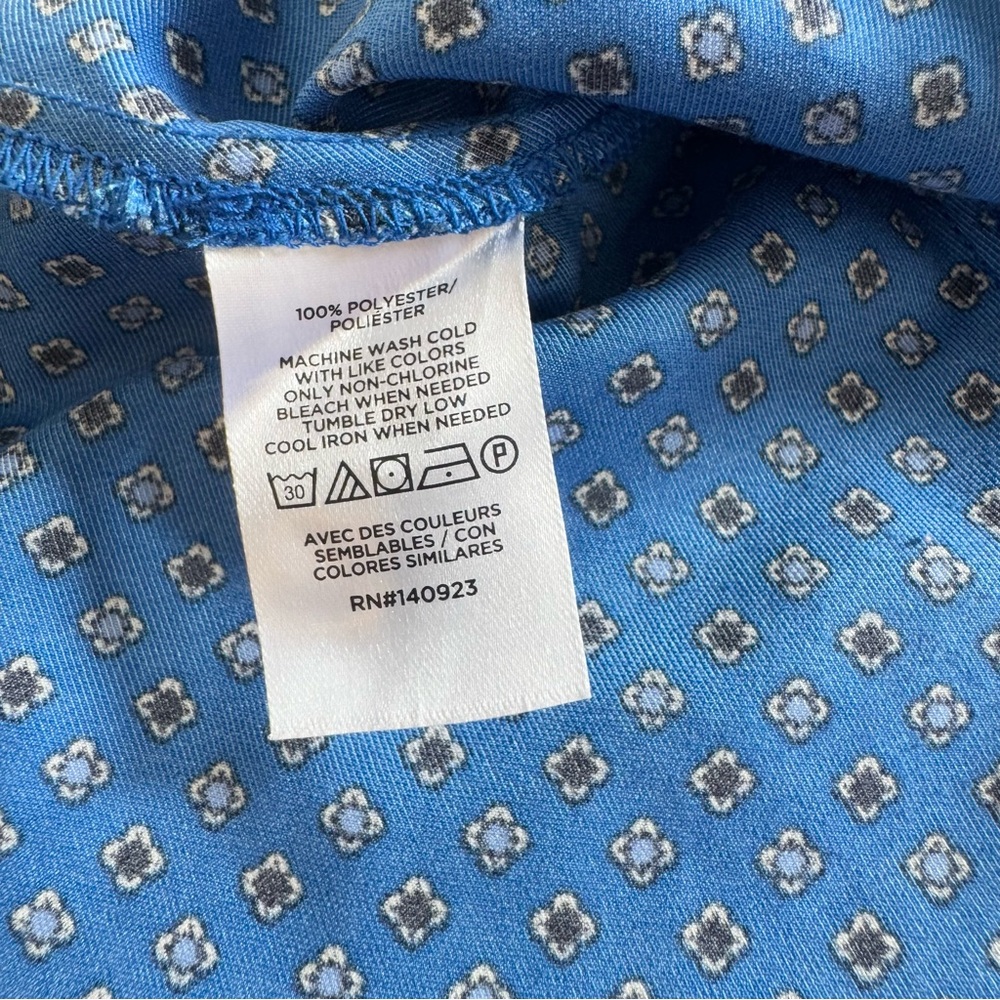 100% POLYESTER/
POLIÉSTER
MACHINE WASH COLD
WITH LIKE COLORS
ONLY NON-CHLORINE
BLEACH WHEN NEEDED
TUMBLE DRY LOW
COOL IRON WHEN NEEDED
30 P
AVEC DES COULEURS
SEMBLABLES / CON
COLORES SIMILARES
RN#140923